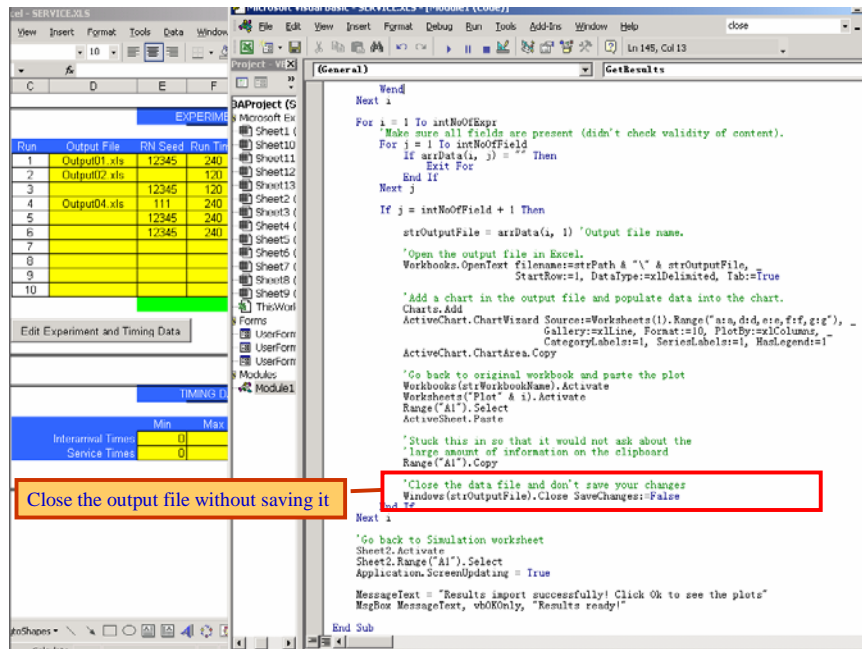 cel - SERVICE.XLS
View Insert Format Tools Data Window
10
fx
C D E F
EXPERIME
Run Output File RN Seed Run Tim
1 Output01.xls 12345 240
2 Output02.xls 120
3 12345 120
4 Output04.xls 111 240
5 12345 240
6 12345 240
7
8
9
10
Edit Experiment and Timing Data
TIMING D
Min Max
Interarrival Times 0
Service Times 0
Close the output file without saving it
utoShapes
Microsoft Visual Basic - SERVICE.XLS - [Module1 (Code)]
File Edit View Insert Format Debug Run Tools Add-Ins Window Help
close
Ln 145, Col 13
Project - VB
BAProject (S
Microsoft Ex
Sheet1 (
Sheet10
Sheet11
Sheet12
Sheet13
Sheet2 (
Sheet3 (
Sheet4 (
Sheet5 (
Sheet6 (
Sheet7 (
Sheet8 (
Sheet9 (
ThisWork
Forms
UserForm
UserForm
UserForm
Modules
Module1
(General) GetResults
Wend
Next i
For i = 1 To intNoOfExpr
'Make sure all fields are present (didn't check validity of content).
For j = 1 To intNoOfField
If arrData(i, j) = "" Then
Exit For
End If
Next j
If j = intNoOfField + 1 Then
strOutputFile = arrData(i, 1) 'Output file name.
'Open the output file in Excel.
Workbooks.OpenText filename:=strPath & "\" & strOutputFile, _
StartRow:=1, DataType:=xlDelimited, Tab:=True
'Add a chart in the output file and populate data into the chart.
Charts.Add
ActiveChart.ChartWizard Source:=Worksheets(1).Range("a:a,d:d,e:e,f:f,g:g"), _
Gallery:=xlLine, Format:=10, PlotBy:=xlColumns, _
CategoryLabels:=1, SeriesLabels:=1, HasLegend:=1
ActiveChart.ChartArea.Copy
'Go back to original workbook and paste the plot
Workbooks(strWorkbookName).Activate
Worksheets("Plot" & i).Activate
Range("A1").Select
ActiveSheet.Paste
'Stuck this in so that it would not ask about the
'large amount of information on the clipboard
Range("A1").Copy
'Close the data file and don't save your changes
Windows(strOutputFile).Close SaveChanges:=False
End If
Next i
'Go back to Simulation worksheet
Sheet2.Activate
Sheet2.Range("A1").Select
Application.ScreenUpdating = True
MessageText = "Results import successfully! Click Ok to see the plots"
MsgBox MessageText, vbOKOnly, "Results ready!"
End Sub